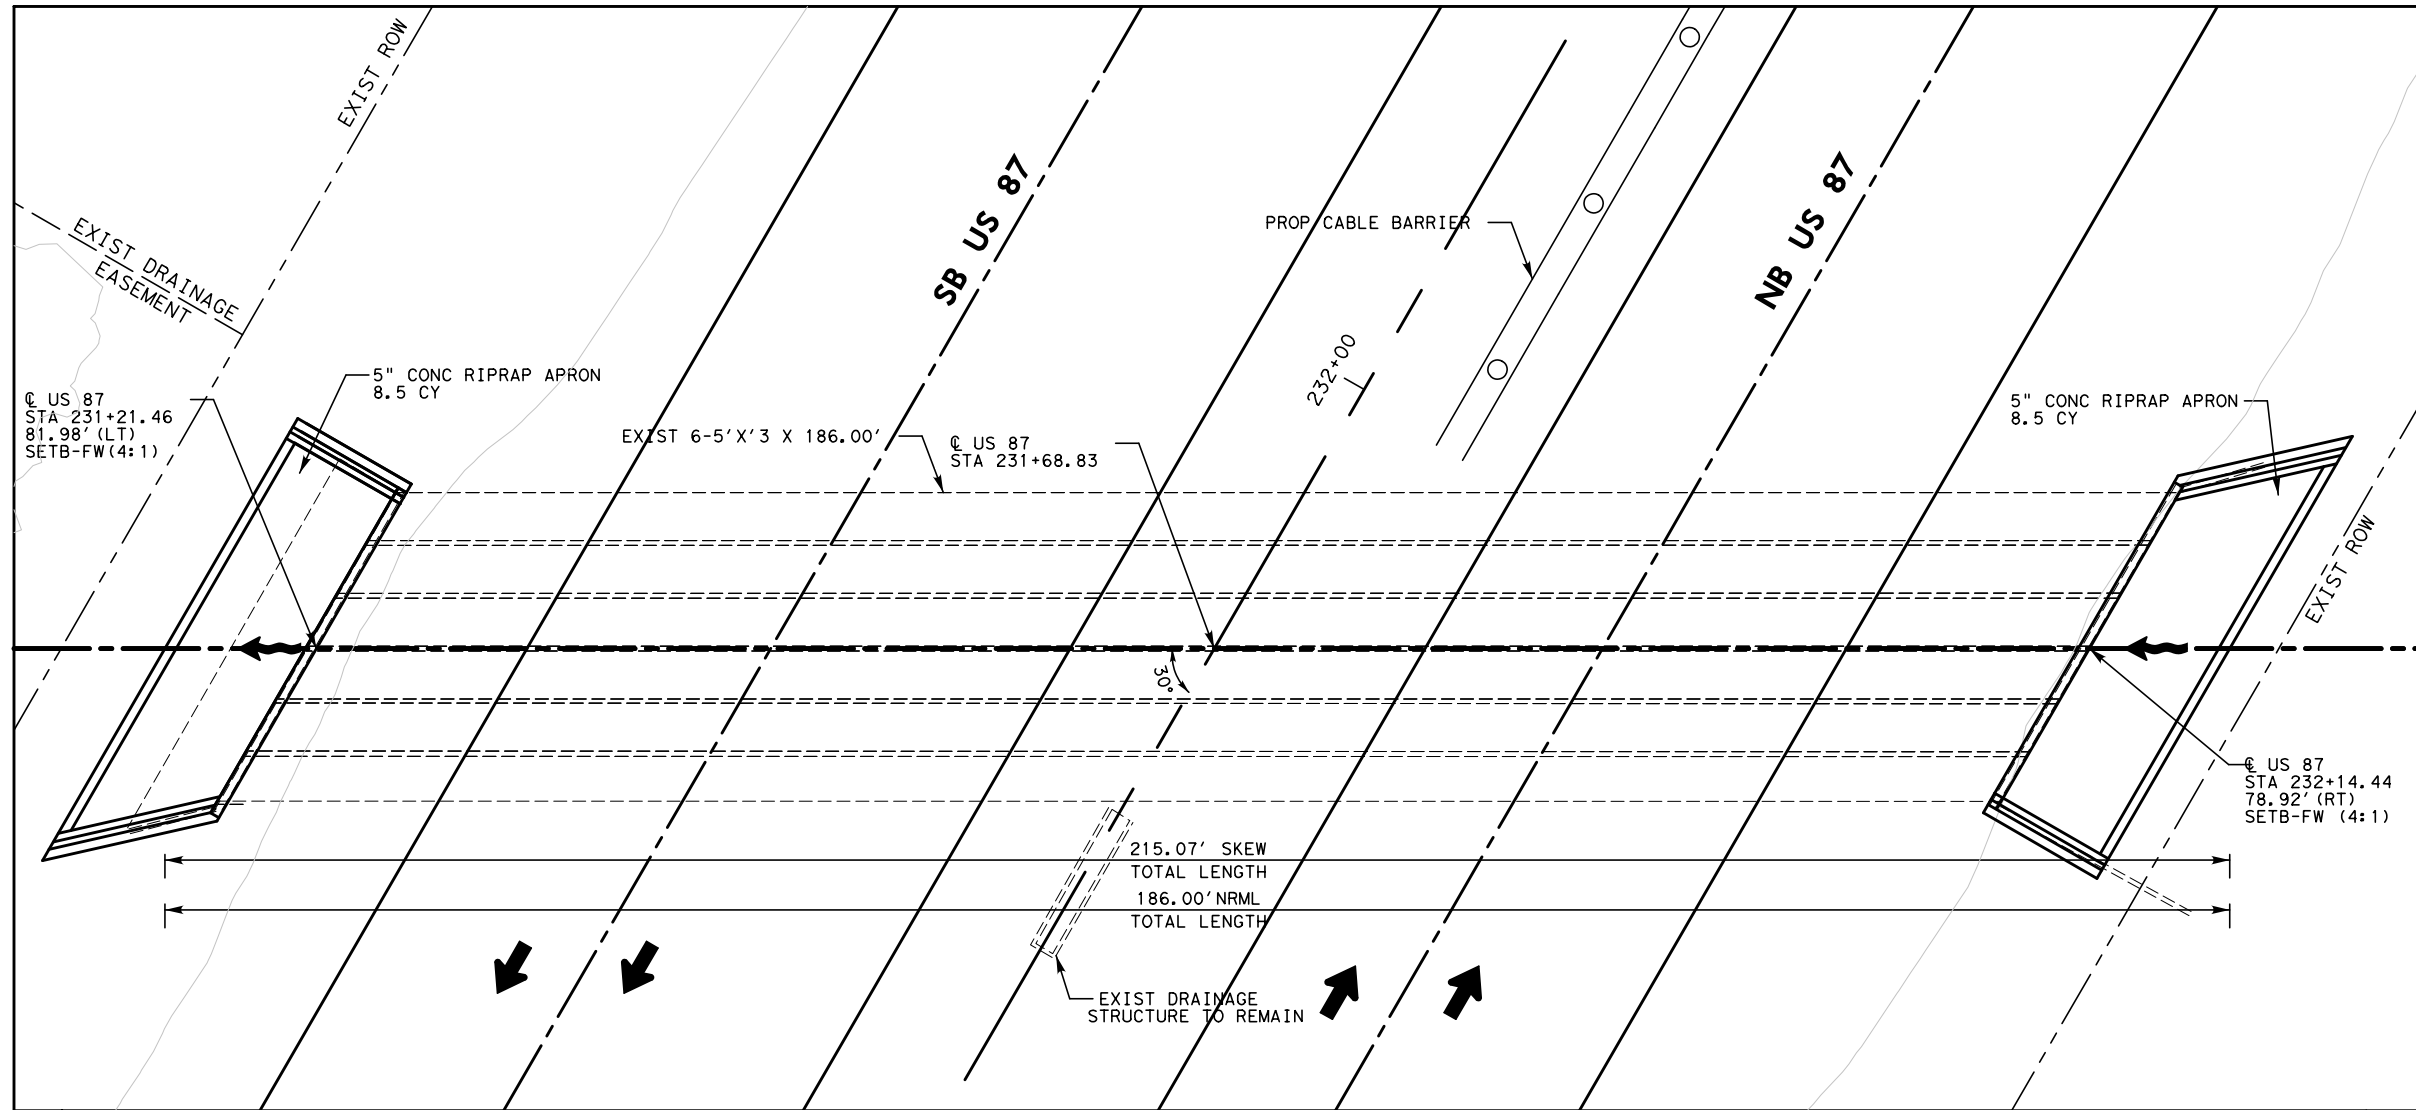 EXIST ROW
EXIST DRAINAGE
EASEMENT
SB US 87
NB US 87
PROP CABLE BARRIER
232+00
5" CONC RIPRAP APRON
8.5 CY
℄ US 87
STA 231+21.46
81.98' (LT)
SETB-FW(4:1)
EXIST 6-5'X'3 X 186.00'
℄ US 87
STA 231+68.83
5" CONC RIPRAP APRON
8.5 CY
EXIST ROW
30°
℄ US 87
STA 232+14.44
78.92' (RT)
SETB-FW (4:1)
215.07' SKEW
TOTAL LENGTH
186.00'NRML
TOTAL LENGTH
EXIST DRAINAGE
STRUCTURE TO REMAIN